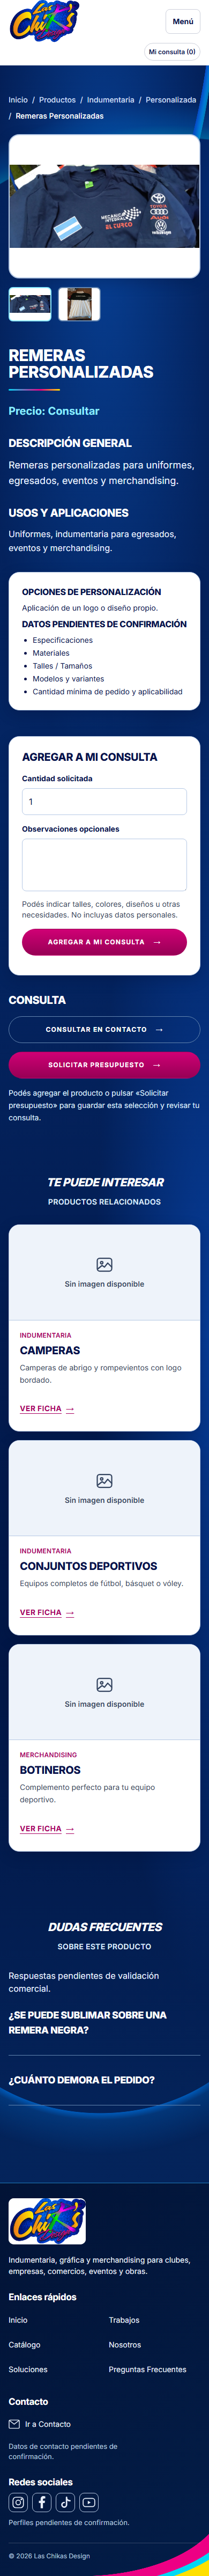 Las
Chikas
Design
Menú
Mi consulta (0)
Inicio / Productos / Indumentaria / Personalizada
/ Remeras Personalizadas
MECANICA
INTEGRAL
EL CURCO
TOYOTA
Audi
Volkswagen
REMERAS
PERSONALIZADAS
Precio: Consultar
DESCRIPCIÓN GENERAL
Remeras personalizadas para uniformes,
egresados, eventos y merchandising.
USOS Y APLICACIONES
Uniformes, indumentaria para egresados,
eventos y merchandising.
OPCIONES DE PERSONALIZACIÓN
Aplicación de un logo o diseño propio.
DATOS PENDIENTES DE CONFIRMACIÓN
• Especificaciones
• Materiales
• Talles / Tamaños
• Modelos y variantes
• Cantidad mínima de pedido y aplicabilidad
AGREGAR A MI CONSULTA
Cantidad solicitada
1
Observaciones opcionales
Podés indicar talles, colores, diseños u otras
necesidades. No incluyas datos personales.
AGREGAR A MI CONSULTA →
CONSULTA
CONSULTAR EN CONTACTO →
SOLICITAR PRESUPUESTO →
Podés agregar el producto o pulsar «Solicitar
presupuesto» para guardar esta selección y revisar tu
consulta.
TE PUEDE INTERESAR
PRODUCTOS RELACIONADOS
Sin imagen disponible
INDUMENTARIA
CAMPERAS
Camperas de abrigo y rompevientos con logo
bordado.
VER FICHA →
Sin imagen disponible
INDUMENTARIA
CONJUNTOS DEPORTIVOS
Equipos completos de fútbol, básquet o vóley.
VER FICHA →
Sin imagen disponible
MERCHANDISING
BOTINEROS
Complemento perfecto para tu equipo
deportivo.
VER FICHA →
DUDAS FRECUENTES
SOBRE ESTE PRODUCTO
Respuestas pendientes de validación
comercial.
¿SE PUEDE SUBLIMAR SOBRE UNA
REMERA NEGRA?
¿CUÁNTO DEMORA EL PEDIDO?
Las
Chikas
Design
Indumentaria, gráfica y merchandising para clubes,
empresas, comercios, eventos y obras.
Enlaces rápidos
Inicio Trabajos
Catálogo Nosotros
Soluciones Preguntas Frecuentes
Contacto
Ir a Contacto
Datos de contacto pendientes de
confirmación.
Redes sociales
Perfiles pendientes de confirmación.
© 2026 Las Chikas Design